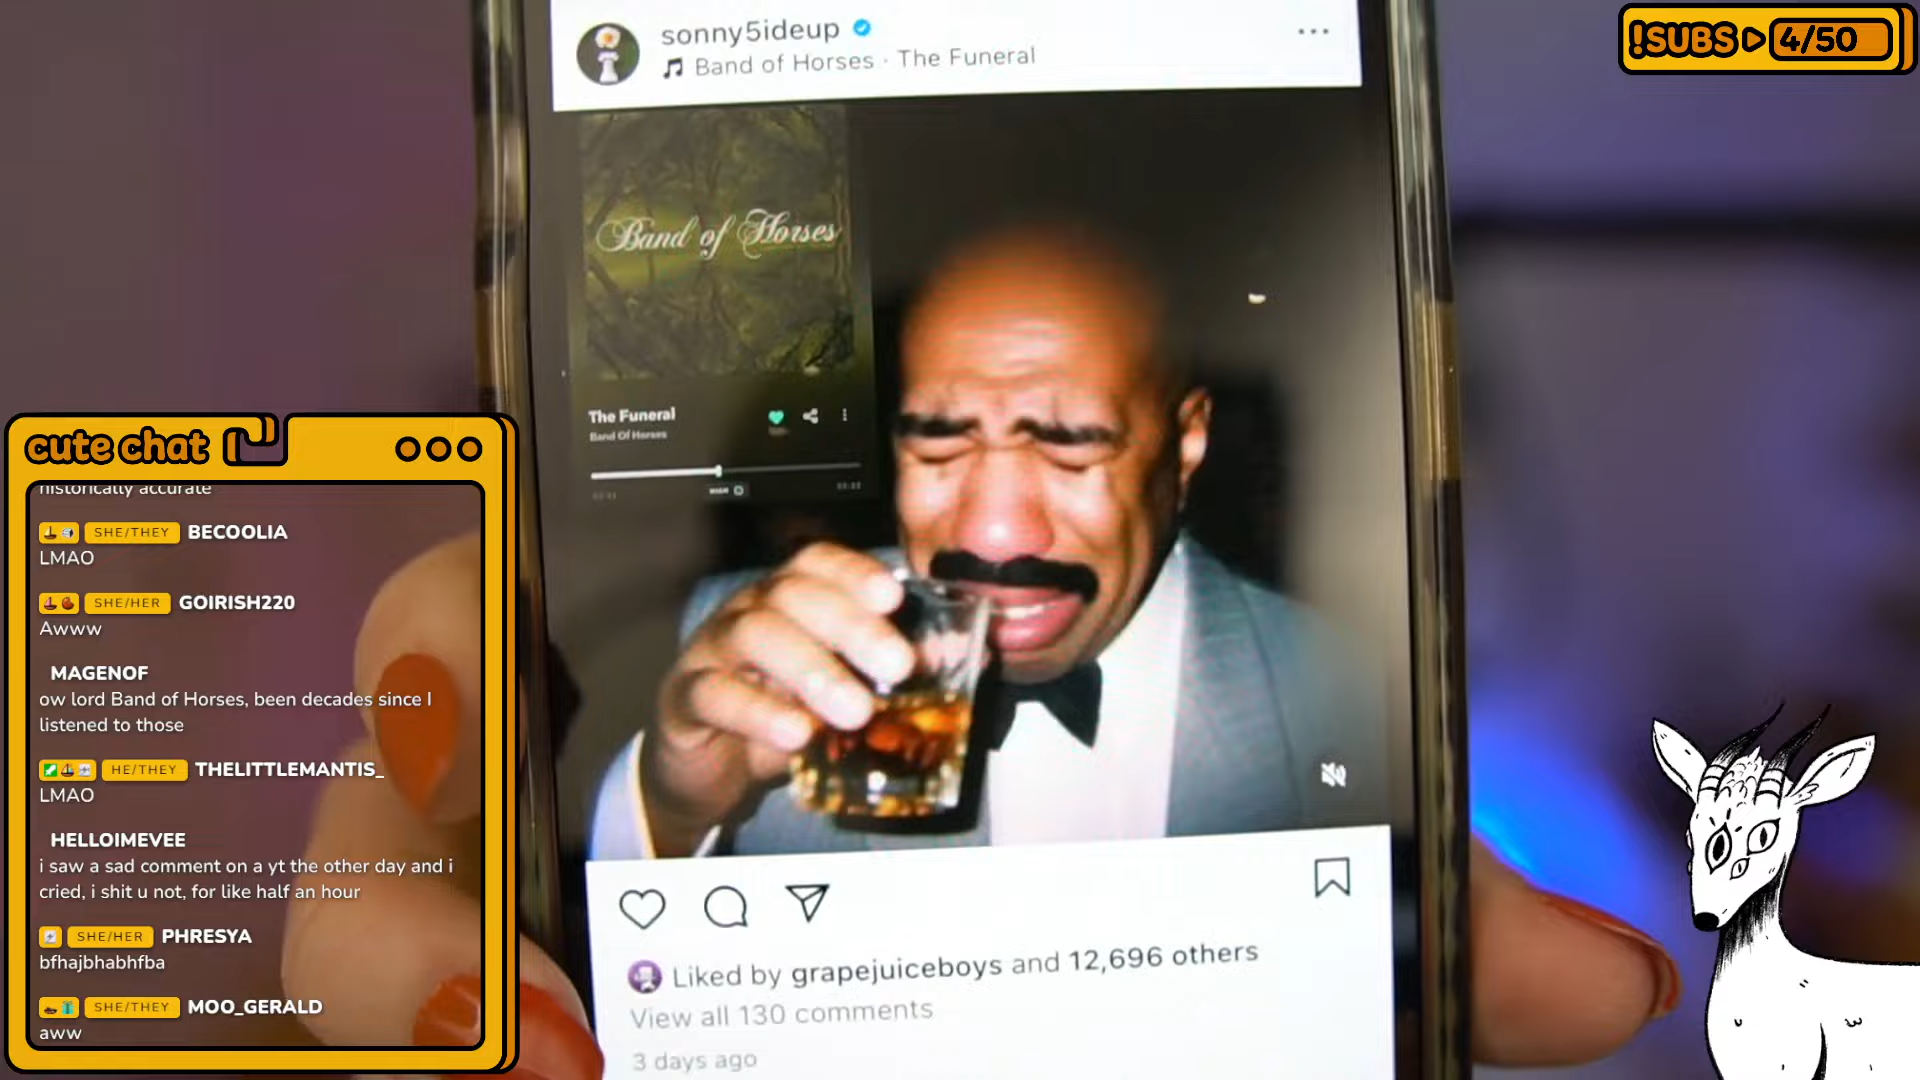 sonny5ideup
Band of Horses · The Funeral
!SUBS 4/50
Band of Horses
The Funeral
Band Of Horses
cute chat
historically accurate
SHE/THEY BECOOLIA
LMAO
SHE/HER GOIRISH220
Awww
MAGENOF
ow lord Band of Horses, been decades since I
listened to those
HE/THEY THELITTLEMANTIS_
LMAO
HELLOIMEVEE
i saw a sad comment on a yt the other day and i
cried, i shit u not, for like half an hour
SHE/HER PHRESYA
bfhajbhabhfba
SHE/THEY MOO_GERALD
aww
Liked by grapejuiceboys and 12,696 others
View all 130 comments
3 days ago